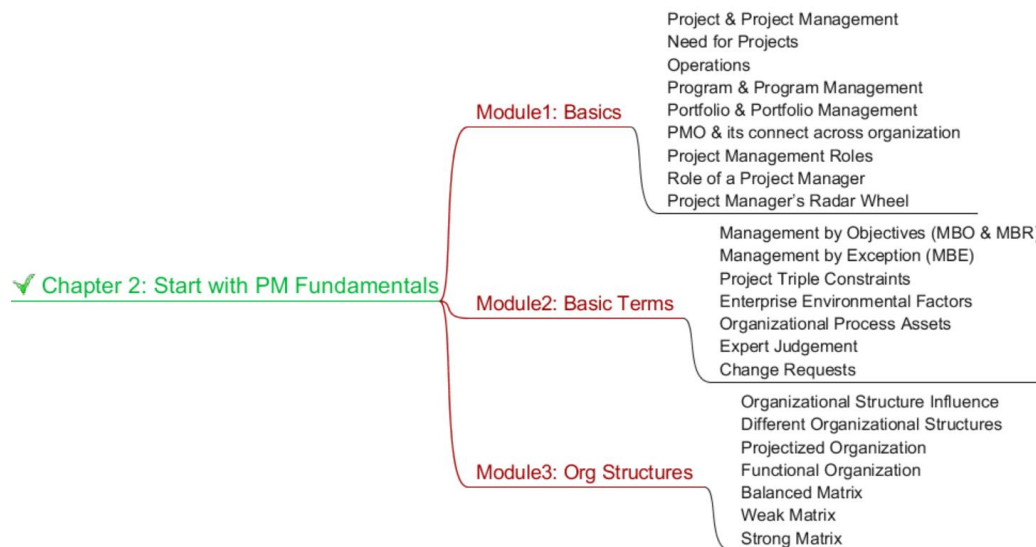 Chapter 2: Start with PM Fundamentals
Module1: Basics
Project & Project Management
Need for Projects
Operations
Program & Program Management
Portfolio & Portfolio Management
PMO & its connect across organization
Project Management Roles
Role of a Project Manager
Project Manager’s Radar Wheel
Module2: Basic Terms
Management by Objectives (MBO & MBR)
Management by Exception (MBE)
Project Triple Constraints
Enterprise Environmental Factors
Organizational Process Assets
Expert Judgement
Change Requests
Module3: Org Structures
Organizational Structure Influence
Different Organizational Structures
Projectized Organization
Functional Organization
Balanced Matrix
Weak Matrix
Strong Matrix